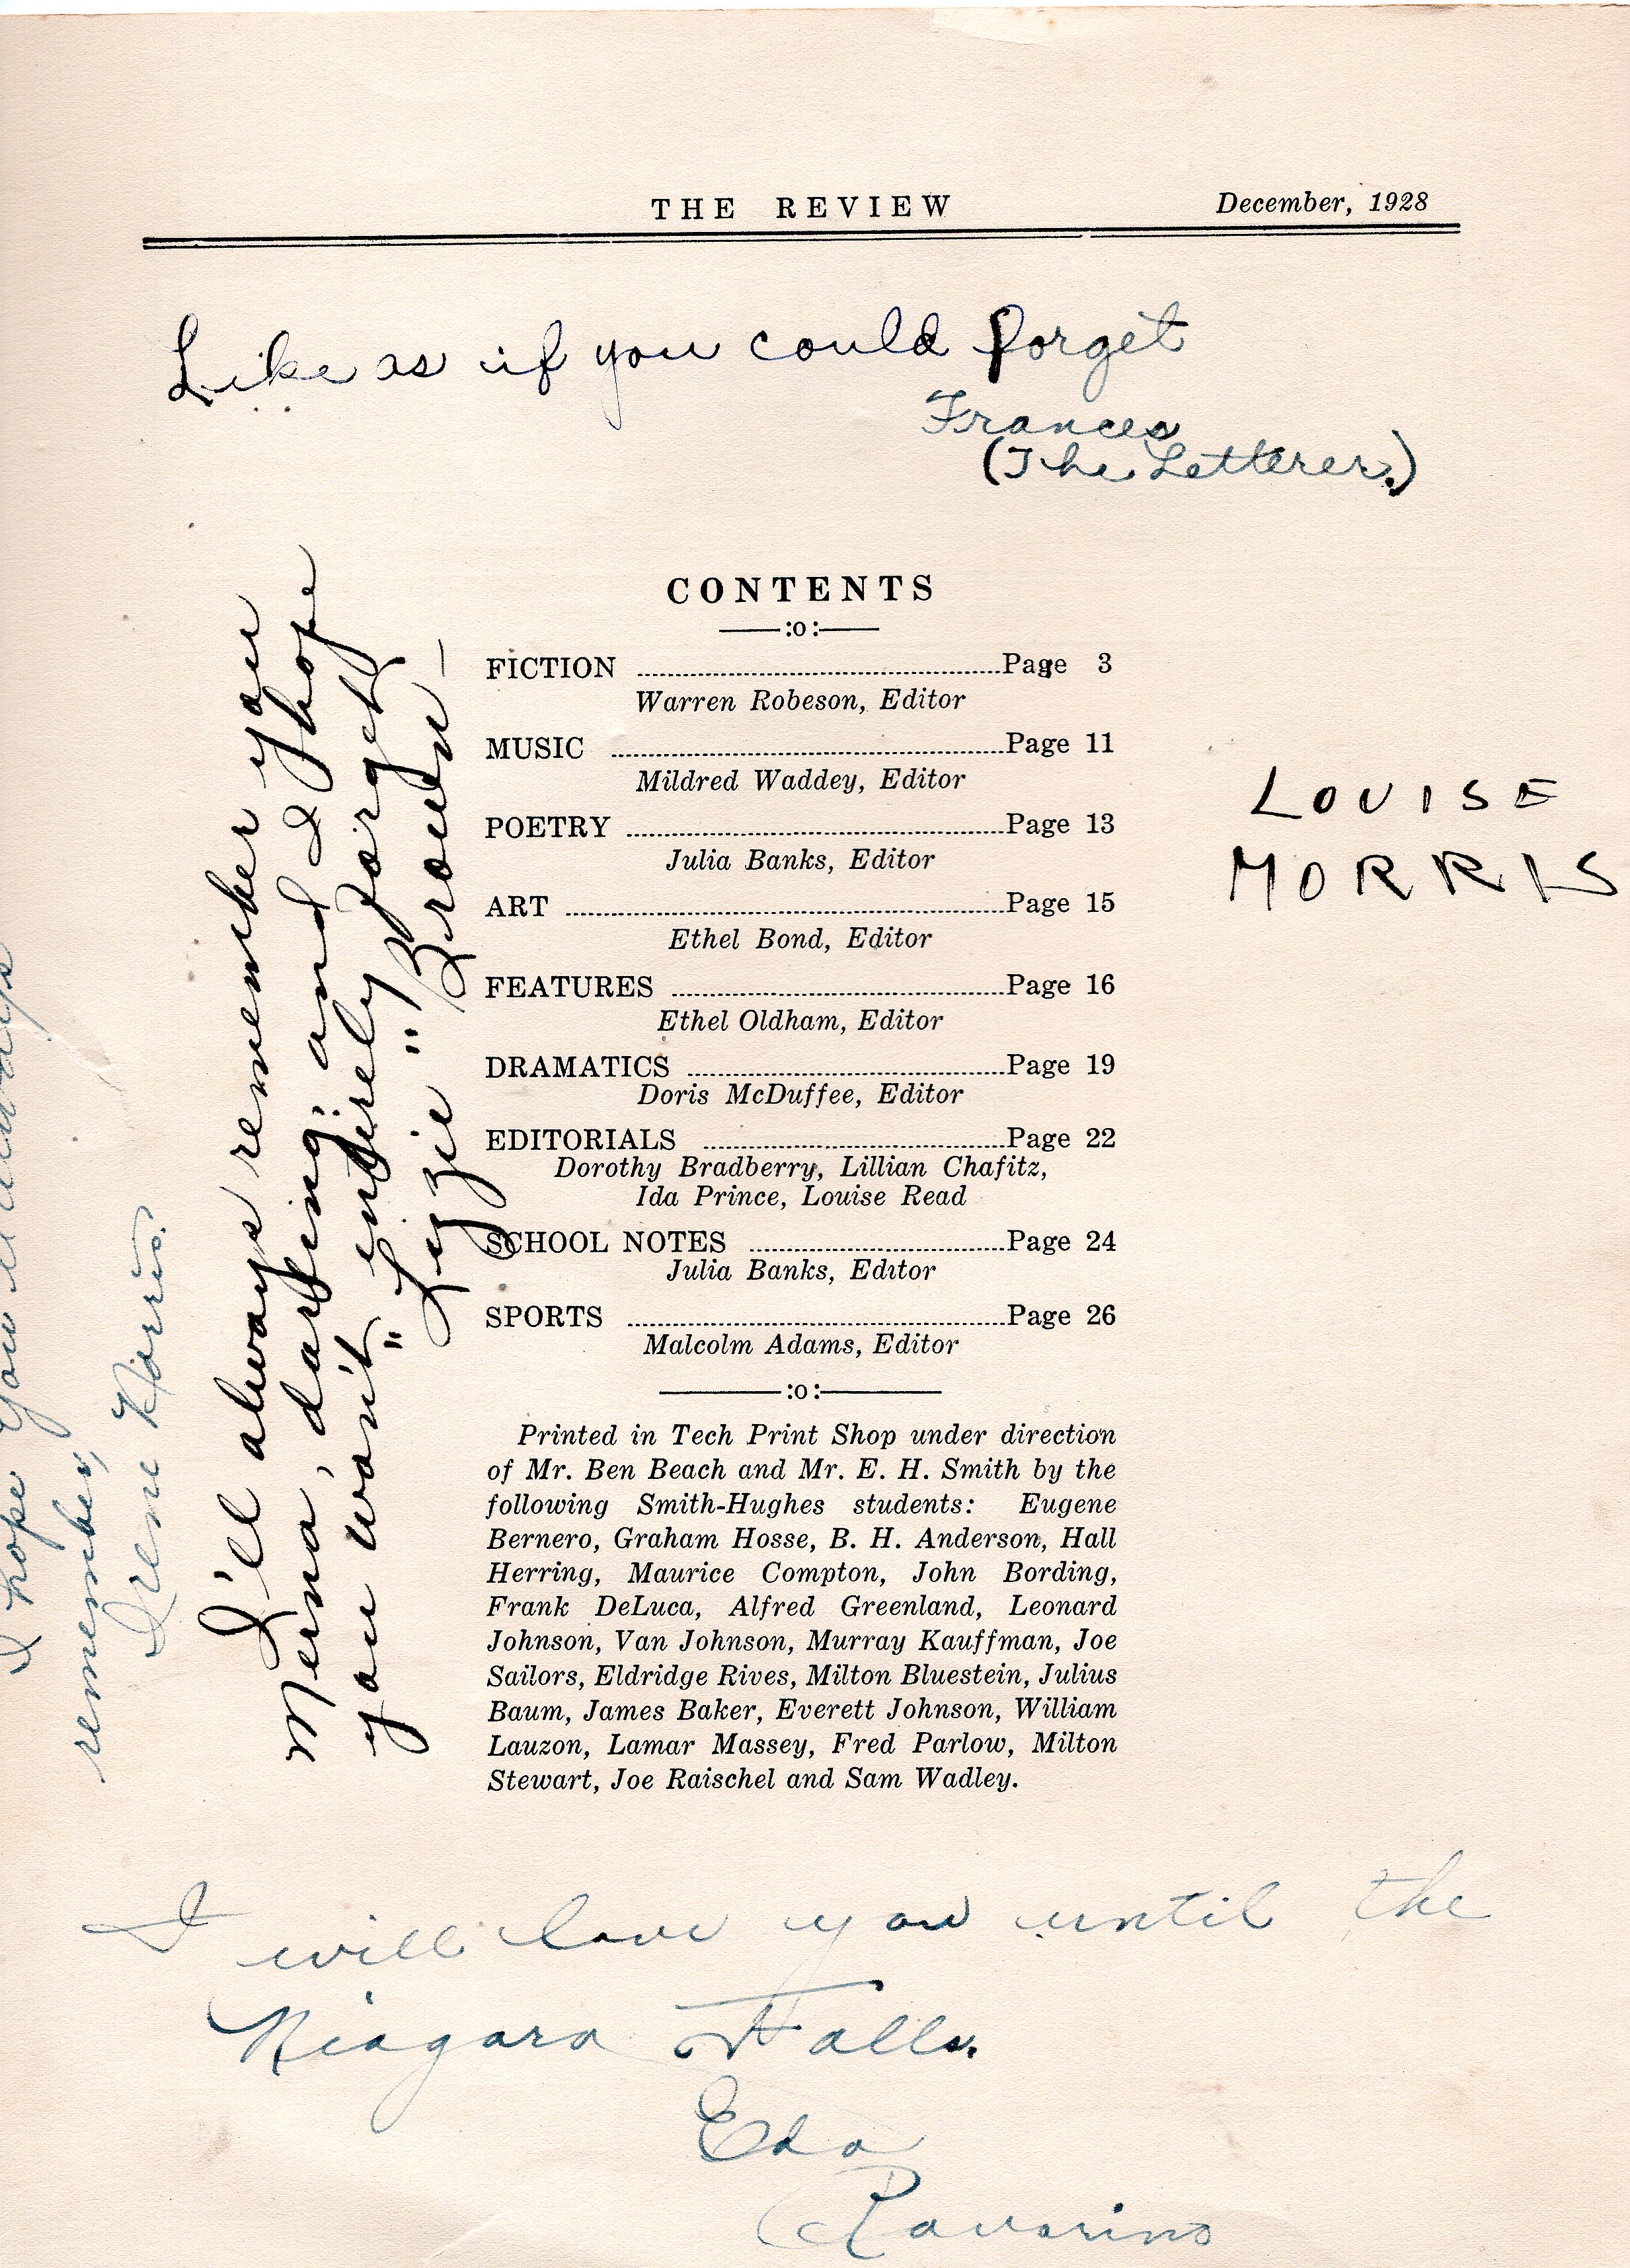 THE REVIEW December, 1928
Like as if you could forget
Frances
(The Letterer.)
CONTENTS
:o:
FICTION Page 3
Warren Robeson, Editor
MUSIC Page 11
Mildred Waddey, Editor
POETRY Page 13
Julia Banks, Editor
ART Page 15
Ethel Bond, Editor
FEATURES Page 16
Ethel Oldham, Editor
DRAMATICS Page 19
Doris McDuffee, Editor
EDITORIALS Page 22
Dorothy Bradberry, Lillian Chafitz,
Ida Prince, Louise Read
SCHOOL NOTES Page 24
Julia Banks, Editor
SPORTS Page 26
Malcolm Adams, Editor
:o:
Printed in Tech Print Shop under direction
of Mr. Ben Beach and Mr. E. H. Smith by the
following Smith-Hughes students: Eugene
Bernero, Graham Hosse, B. H. Anderson, Hall
Herring, Maurice Compton, John Bording,
Frank DeLuca, Alfred Greenland, Leonard
Johnson, Van Johnson, Murray Kauffman, Joe
Sailors, Eldridge Rives, Milton Bluestein, Julius
Baum, James Baker, Everett Johnson, William
Lauzon, Lamar Massey, Fred Parlow, Milton
Stewart, Joe Raischel and Sam Wadley.
LOUISE
MORRIS
I hope you'll always
remember,
Ilene
I'll always remember you
Merna, darling, and I hope
you won't entirely forget
"Lizzie" Brown—
I will love you until the
Niagara Falls.
Eda
Ravarino